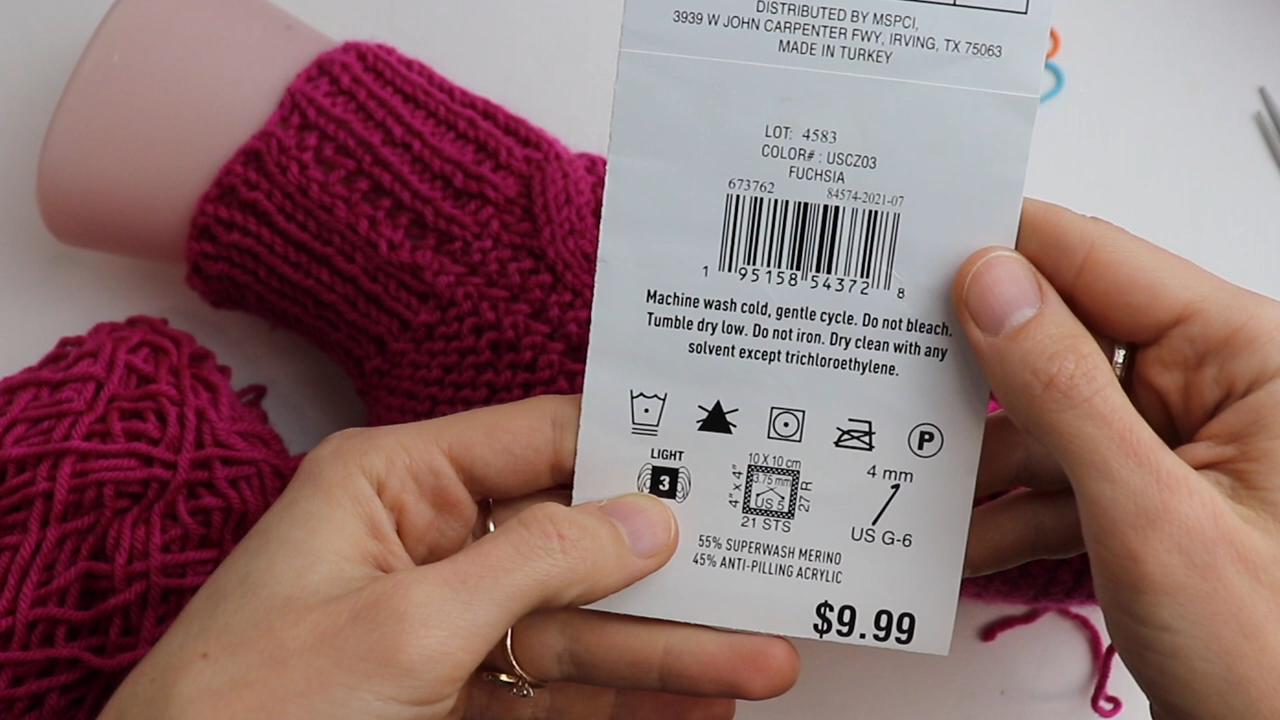 DISTRIBUTED BY MSPCI,
3939 W JOHN CARPENTER FWY, IRVING, TX 75063
MADE IN TURKEY
LOT: 4583
COLOR# : USCZ03
FUCHSIA
673762 84574-2021-07
1 95158 54372 8
Machine wash cold, gentle cycle. Do not bleach.
Tumble dry low. Do not iron. Dry clean with any
solvent except trichloroethylene.
P
LIGHT
3
10 X 10 cm
4" x 4"
3.75 mm
US 5
27 R
21 STS
4 mm
US G-6
55% SUPERWASH MERINO
45% ANTI-PILLING ACRYLIC
$9.99